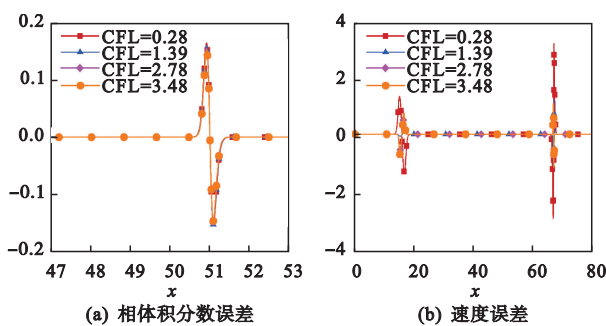 0.2
0.1
0.0
−0.1
−0.2
CFL=0.28
CFL=1.39
CFL=2.78
CFL=3.48
47 48 49 50 51 52 53
x
(a) 相体积分数误差
4
2
0
−2
−4
CFL=0.28
CFL=1.39
CFL=2.78
CFL=3.48
0 20 40 60 80
x
(b) 速度误差